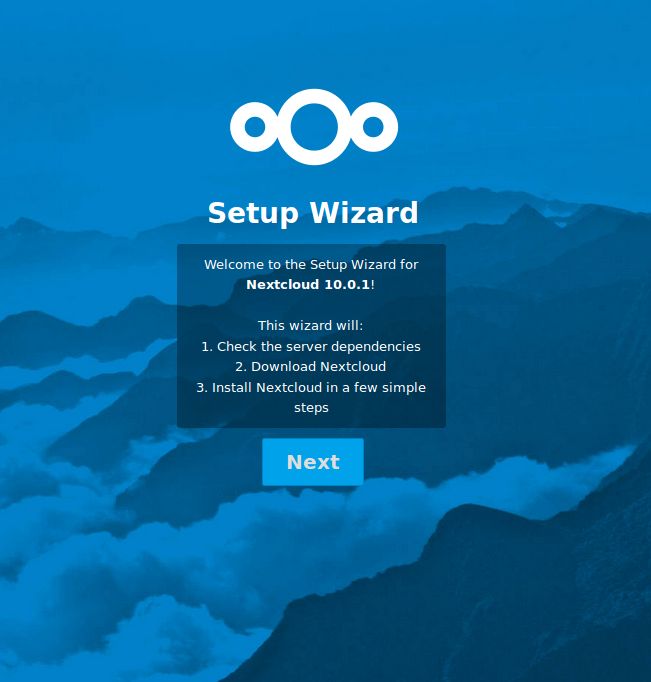 Setup Wizard
Welcome to the Setup Wizard for
Nextcloud 10.0.1!
This wizard will:
1. Check the server dependencies
2. Download Nextcloud
3. Install Nextcloud in a few simple
steps
Next